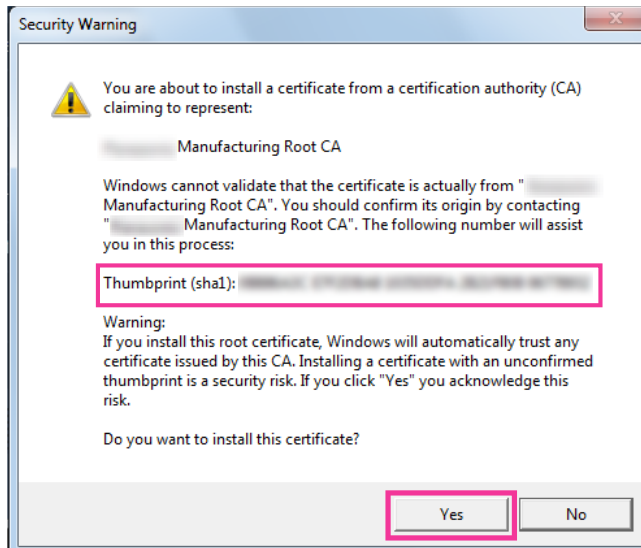 Security Warning
You are about to install a certificate from a certification authority (CA)
claiming to represent:
Manufacturing Root CA
Windows cannot validate that the certificate is actually from "
Manufacturing Root CA". You should confirm its origin by contacting
" Manufacturing Root CA". The following number will assist
you in this process:
Thumbprint (sha1):
Warning:
If you install this root certificate, Windows will automatically trust any
certificate issued by this CA. Installing a certificate with an unconfirmed
thumbprint is a security risk. If you click "Yes" you acknowledge this
risk.
Do you want to install this certificate?
Yes No